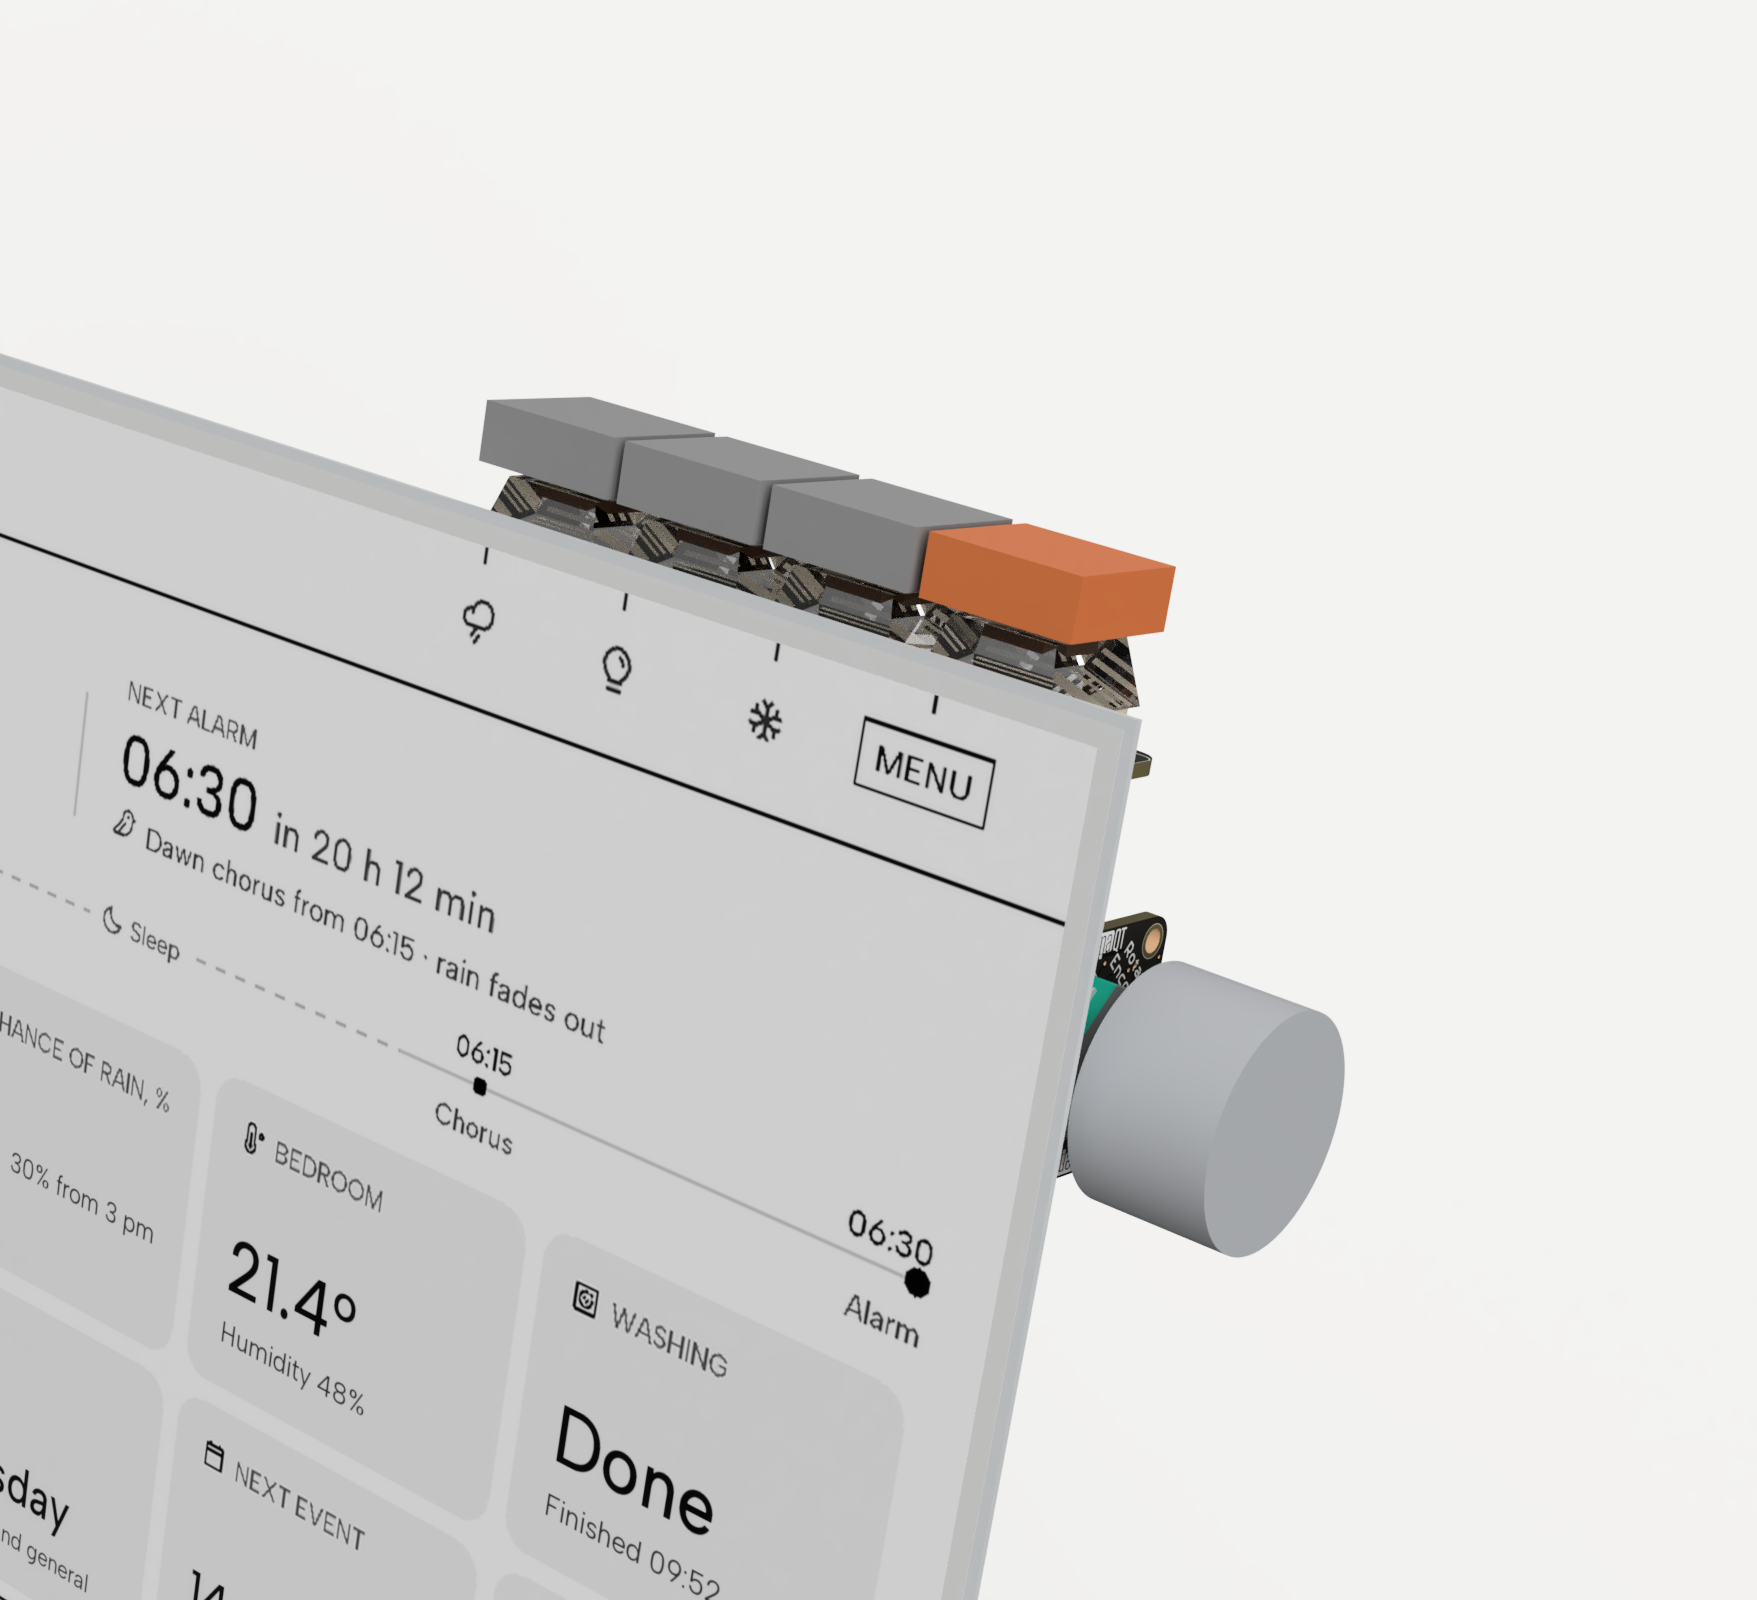 MENU
NEXT ALARM
06:30 in 20 h 12 min
Dawn chorus from 06:15 · rain fades out
Sleep
06:15
Chorus
06:30
Alarm
HANCE OF RAIN, %
30% from 3 pm
BEDROOM
21.4°
Humidity 48%
WASHING
Done
Finished 09:52
sday
nd general
NEXT EVENT
14